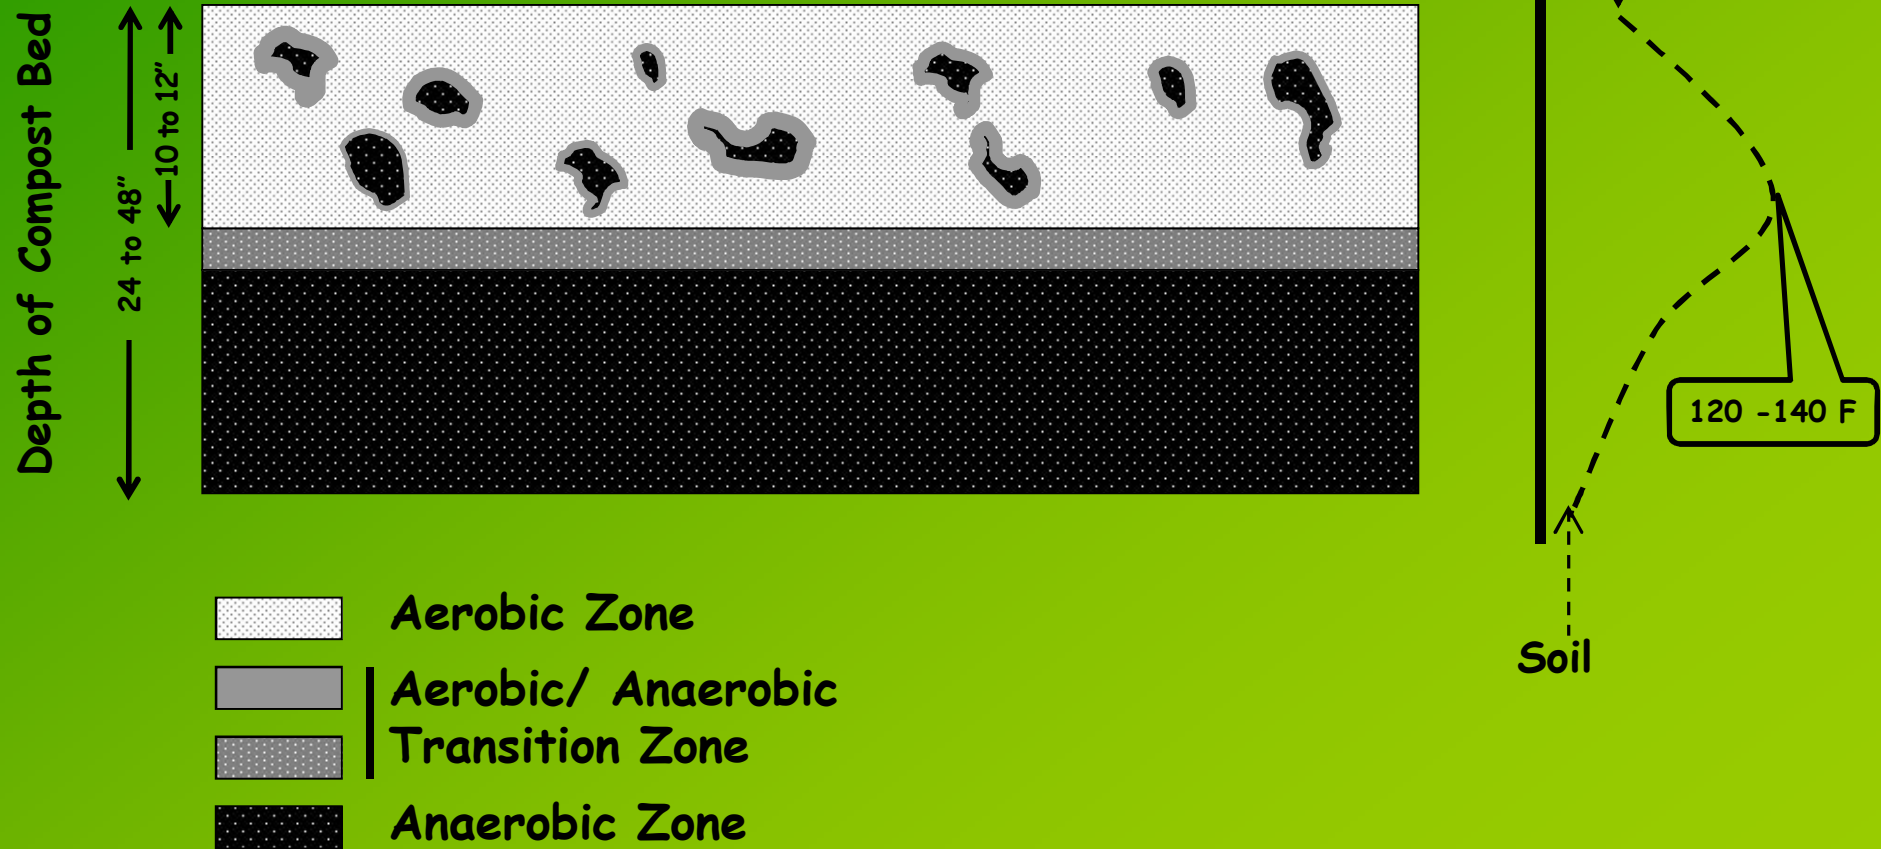 Depth of Compost Bed
24 to 48”
10 to 12”
120 -140 F
Soil
Aerobic Zone
Aerobic/ Anaerobic
Transition Zone
Anaerobic Zone